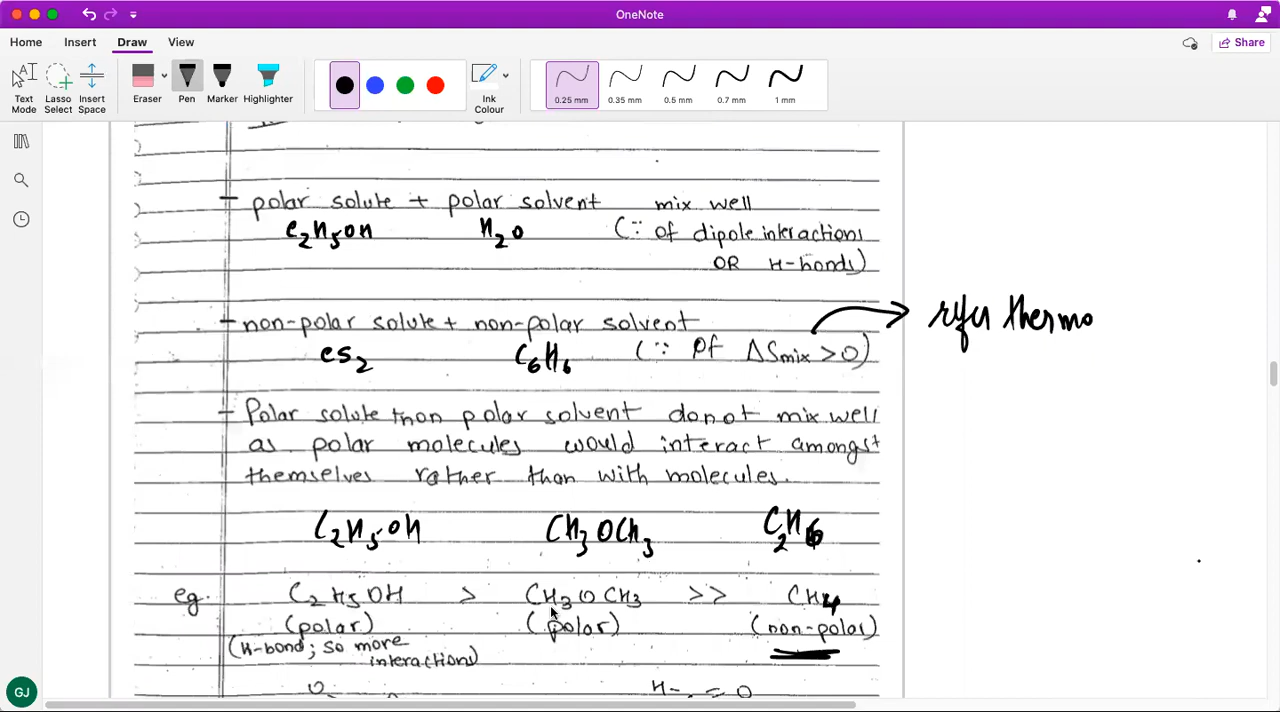 OneNote
Home Insert Draw View
Share
Text Mode
Lasso Select
Insert Space
Eraser
Pen
Marker
Highlighter
Ink Colour
0.25 mm
0.35 mm
0.5 mm
0.7 mm
1 mm
polar solute + polar solvent mix well
C2H5OH H2O (∵ of dipole interactions
OR H-bonds)
non-polar solute + non-polar solvent → refer thermo
CS2 C6H6 (∵ of ΔSmix > 0)
Polar solute + non polar solvent donot mix well
as polar molecules would interact amongst
themselves rather than with molecules.
C2H5OH CH3OCH3 C2H6
eg. C2H5OH > CH3OCH3 >> CH4
(polar) (polar) (non-polar)
(H-bond; so more
interactions)
H = O
GJ